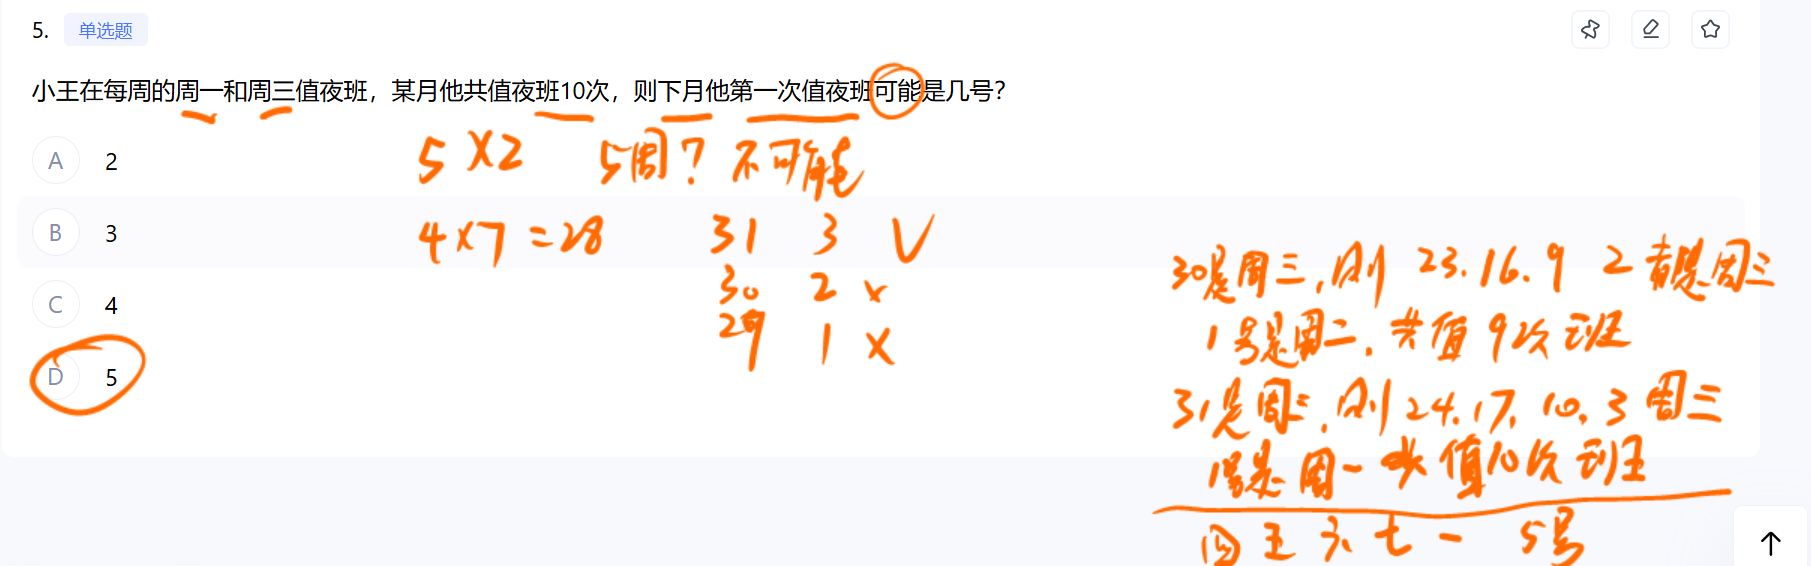 5. 单选题
小王在每周的周一和周三值夜班，某月他共值夜班10次，则下月他第一次值夜班可能是几号？
A 2
B 3
C 4
D 5
5×2 5周? 不可能
4×7=28
31 3 √
30 2 ×
29 1 ×
30是周三,则 23.16.9 2 都是周三
1号是周二.共值9次班
31是周三,则24.17.10.3周三
1号是周一 共值10次班
四 五 六 七 一 5号